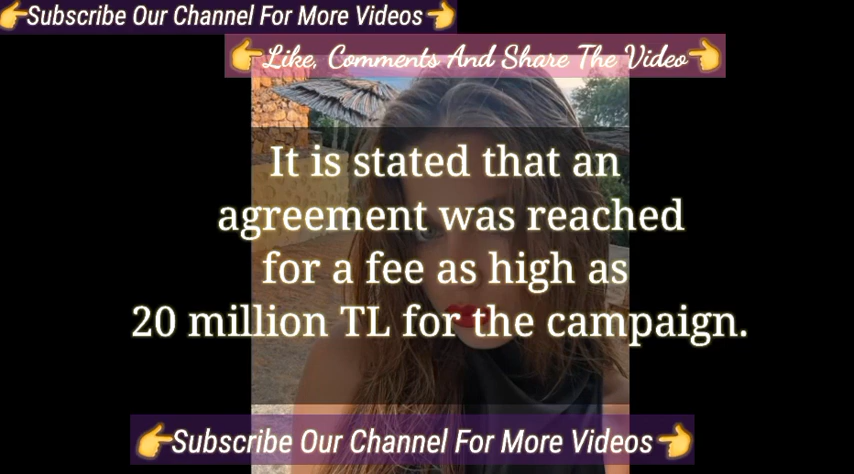 👉Subscribe Our Channel For More Videos👈
👉Like, Comments And Share The Video👈
It is stated that an
agreement was reached
for a fee as high as
20 million TL for the campaign.
👉Subscribe Our Channel For More Videos👈